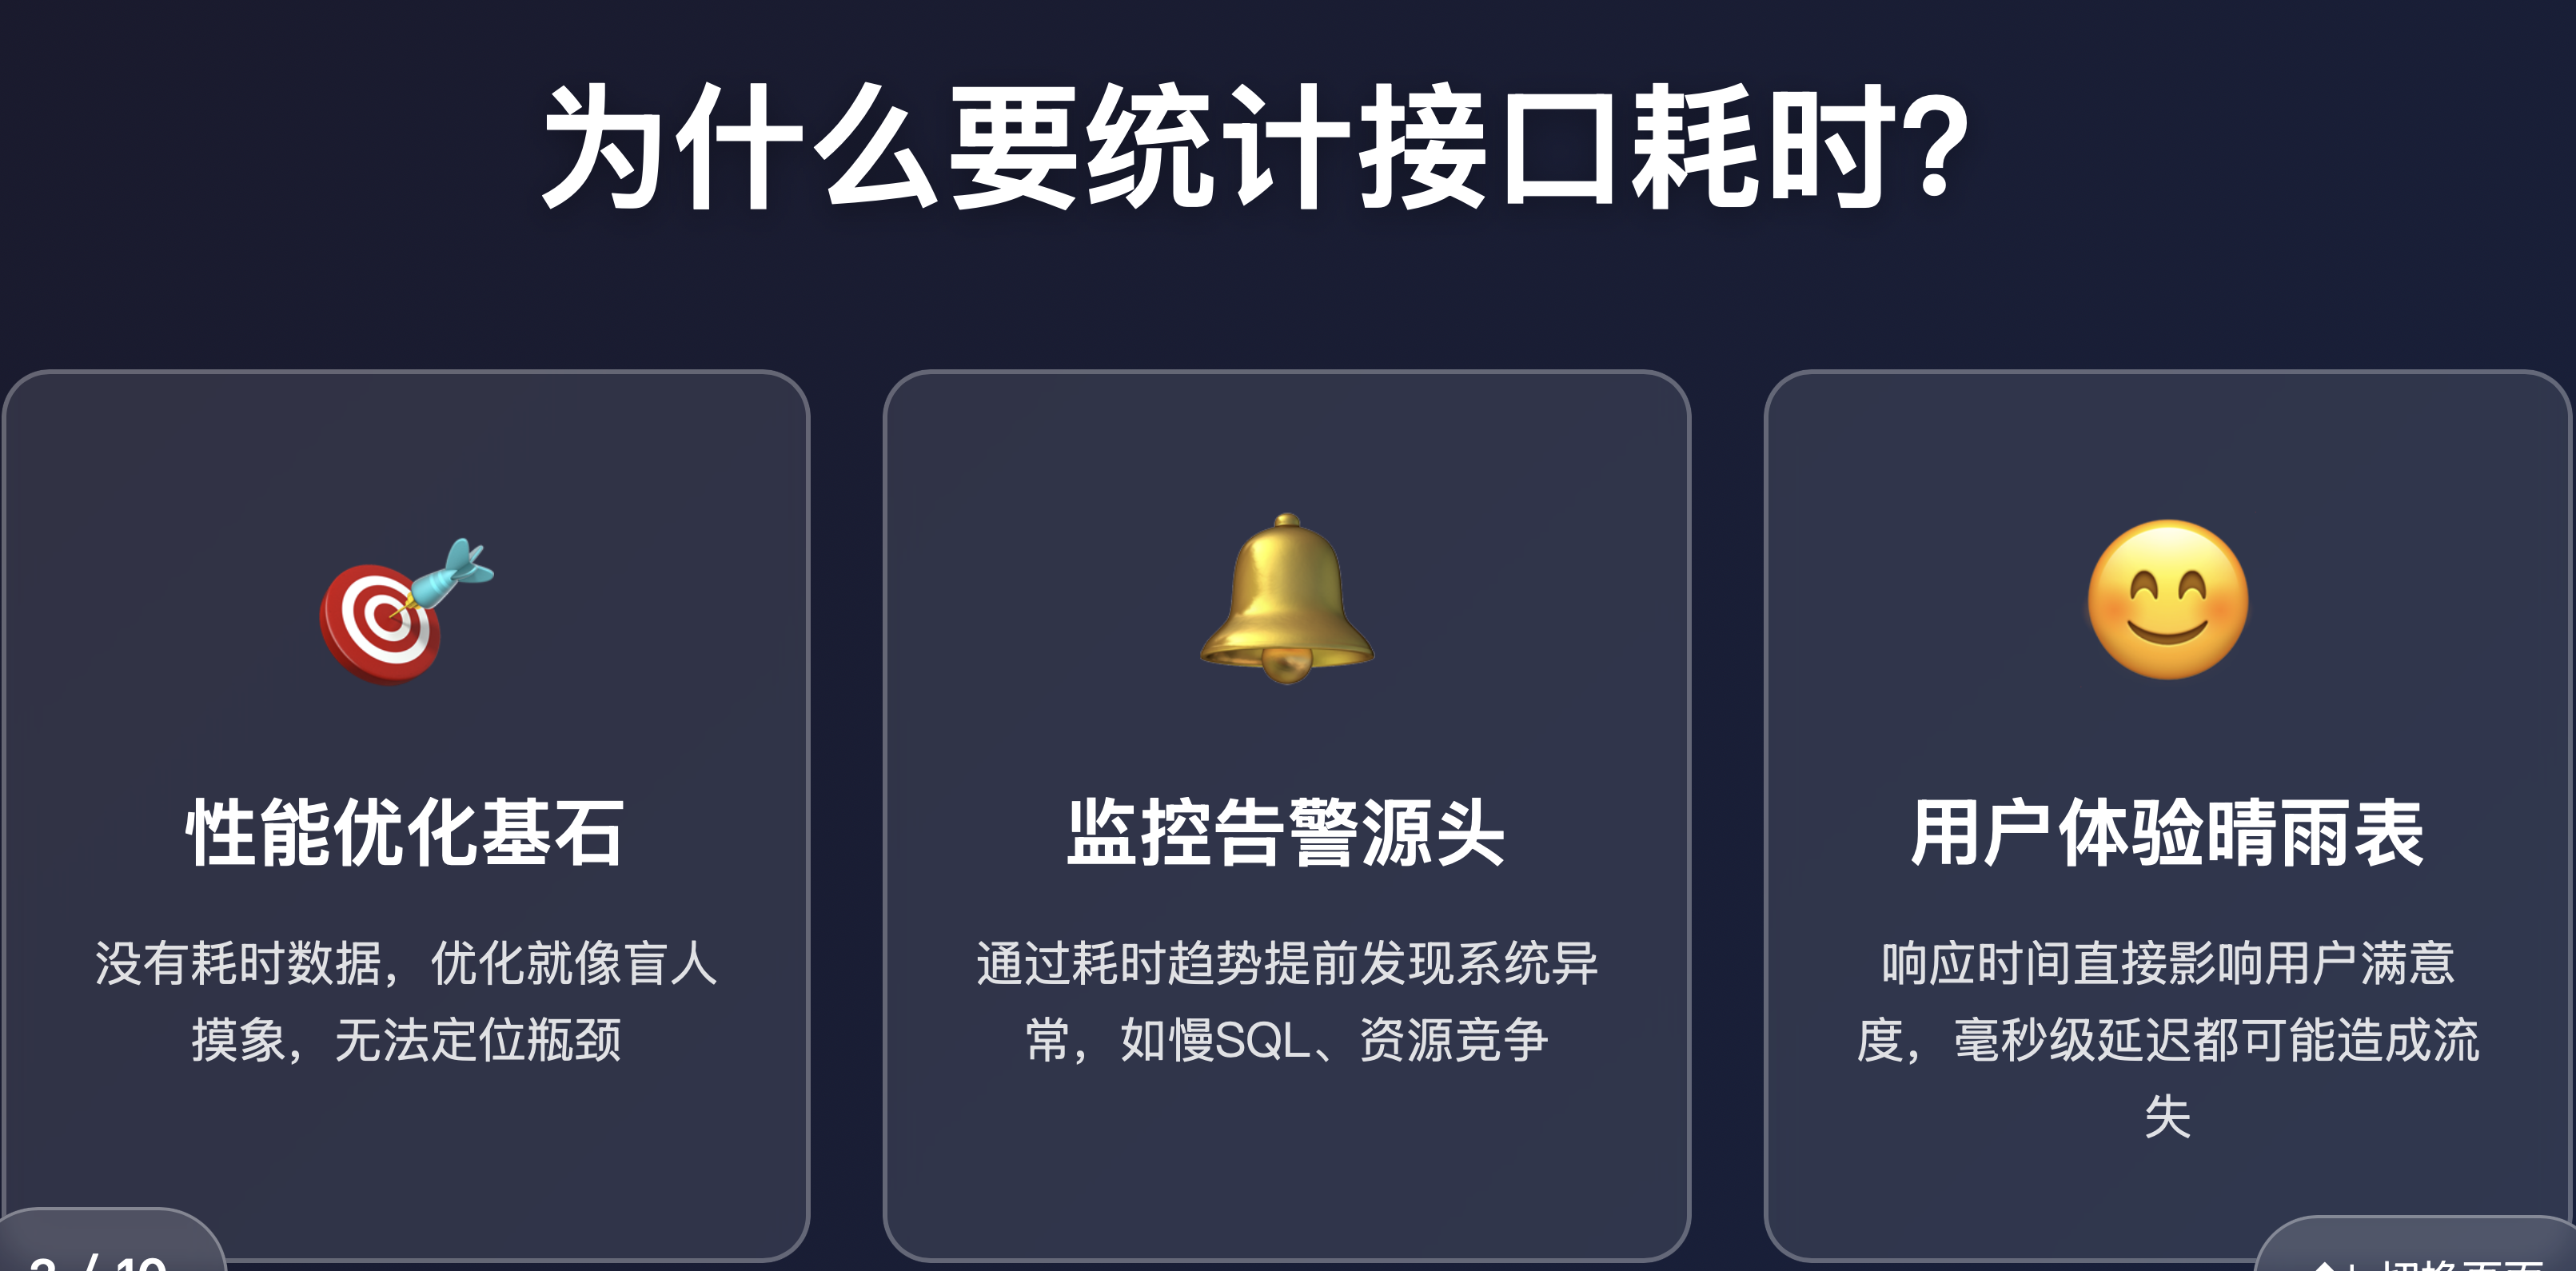 为什么要统计接口耗时?
性能优化基石
没有耗时数据，优化就像盲人
摸象，无法定位瓶颈
监控告警源头
通过耗时趋势提前发现系统异
常，如慢SQL、资源竞争
用户体验晴雨表
响应时间直接影响用户满意
度，毫秒级延迟都可能造成流
失
/ 10
切换页面